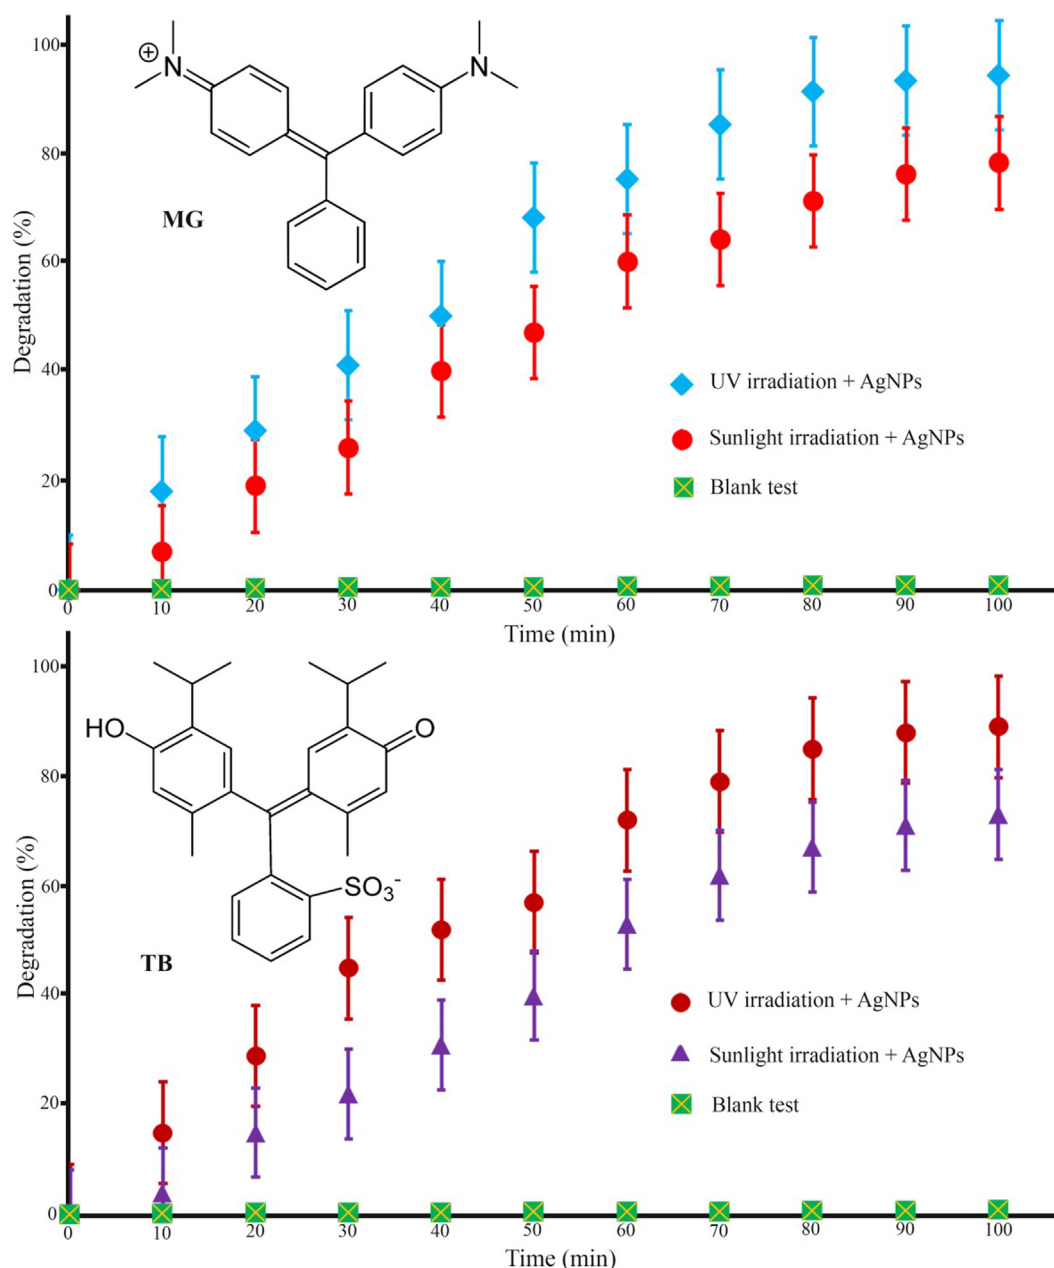 100
80
60
40
20
0
Degradation (%)
⊕
N
N
MG
UV irradiation + AgNPs
Sunlight irradiation + AgNPs
Blank test
0 10 20 30 40 50 60 70 80 90 100
Time (min)
100
80
60
40
20
0
Degradation (%)
HO
O
SO₃⁻
TB
UV irradiation + AgNPs
Sunlight irradiation + AgNPs
Blank test
0 10 20 30 40 50 60 70 80 90 100
Time (min)